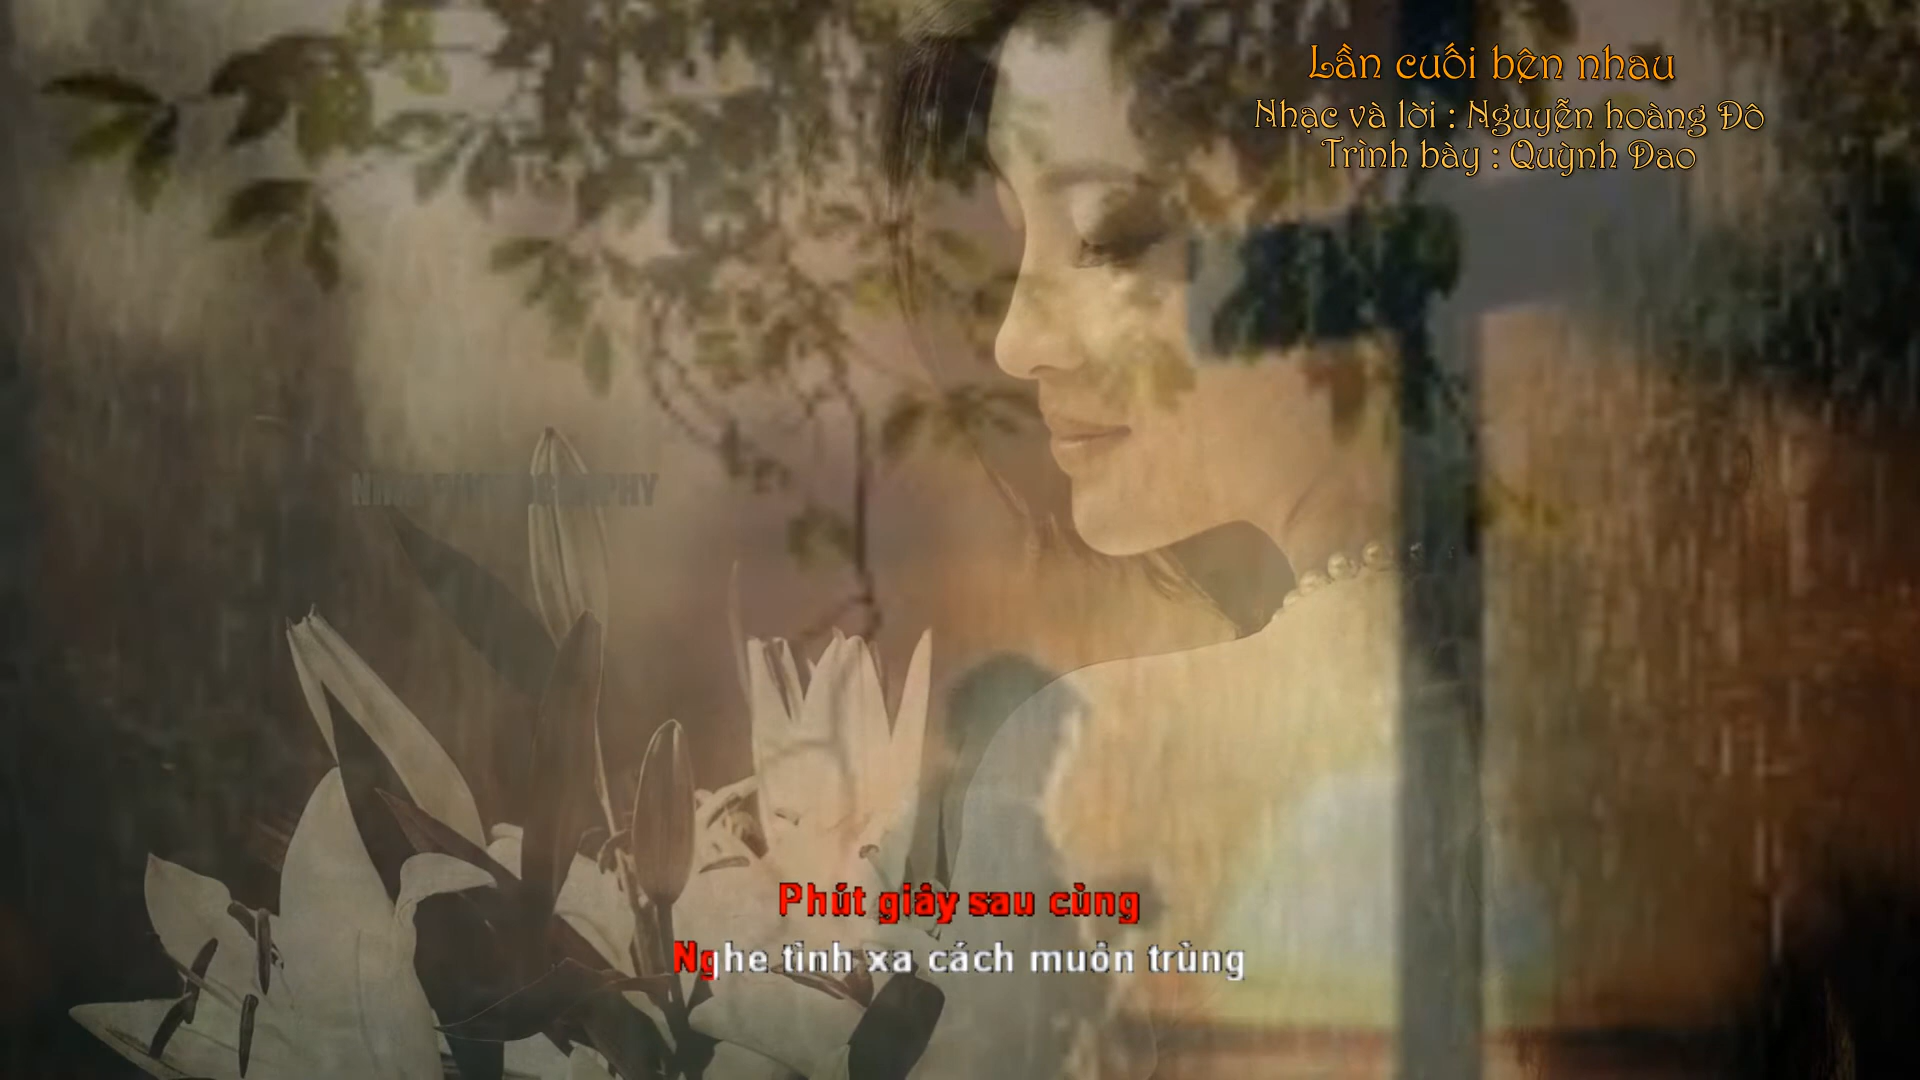 Lần cuối bên nhau
Nhạc và lời : Nguyễn hoàng Đô
Trình bày : Quỳnh Dao
PHY
Phút giây sau cùng
Nghe tình xa cách muôn trùng